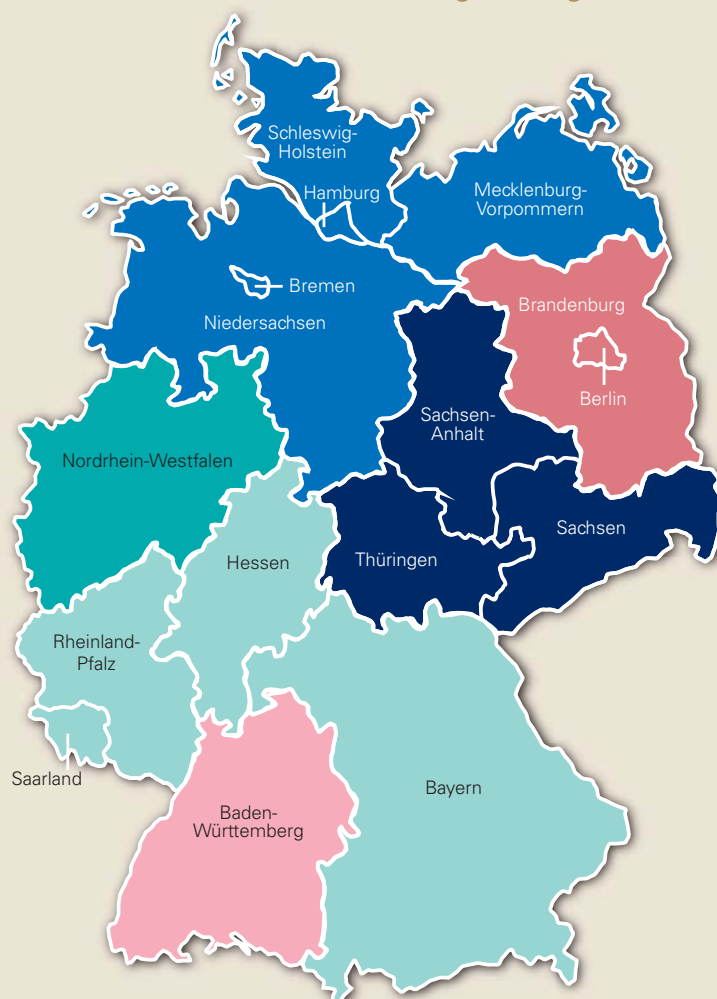 Schleswig-
Holstein
Hamburg
Mecklenburg-
Vorpommern
Bremen
Niedersachsen
Brandenburg
Berlin
Sachsen-
Anhalt
Nordrhein-Westfalen
Sachsen
Hessen
Thüringen
Rheinland-
Pfalz
Saarland
Bayern
Baden-
Württemberg